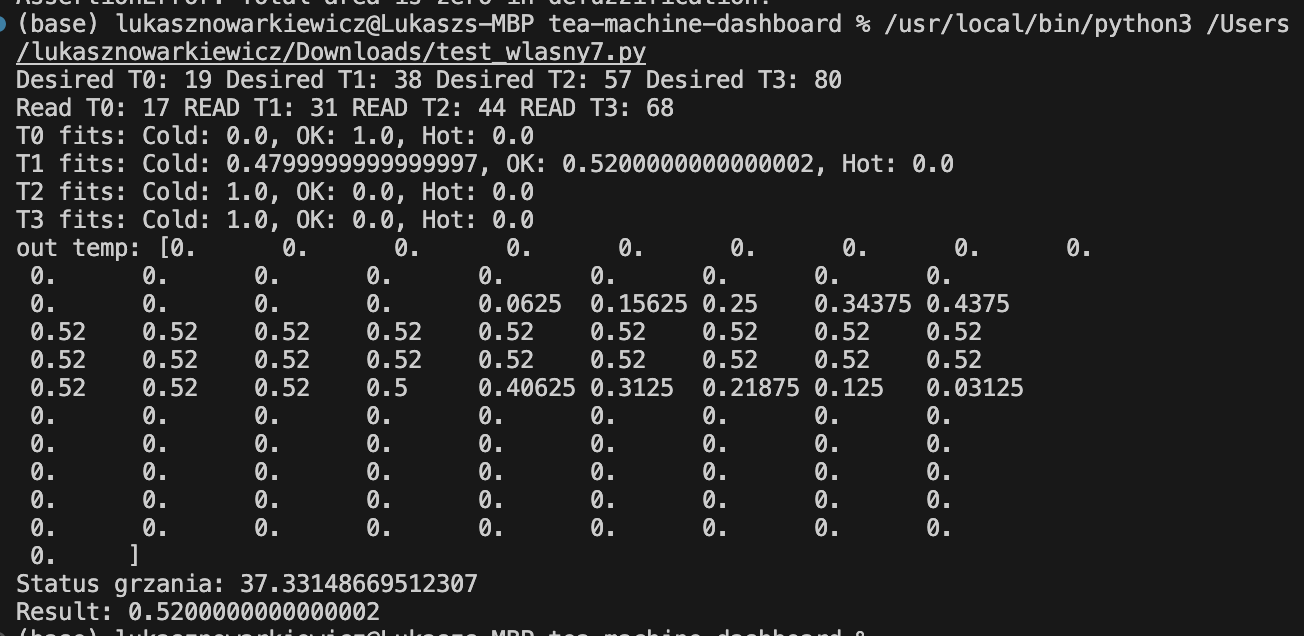 AssertionError: Total area is zero in defuzzification!
(base) lukasznowarkiewicz@Lukaszs-MBP tea-machine-dashboard % /usr/local/bin/python3 /Users
/lukasznowarkiewicz/Downloads/test_wlasny7.py
Desired T0: 19 Desired T1: 38 Desired T2: 57 Desired T3: 80
Read T0: 17 READ T1: 31 READ T2: 44 READ T3: 68
T0 fits: Cold: 0.0, OK: 1.0, Hot: 0.0
T1 fits: Cold: 0.4799999999999997, OK: 0.5200000000000002, Hot: 0.0
T2 fits: Cold: 1.0, OK: 0.0, Hot: 0.0
T3 fits: Cold: 1.0, OK: 0.0, Hot: 0.0
out temp: [0. 0. 0. 0. 0. 0. 0. 0. 0.
0. 0. 0. 0. 0. 0. 0. 0. 0.
0. 0. 0. 0. 0.0625 0.15625 0.25 0.34375 0.4375
0.52 0.52 0.52 0.52 0.52 0.52 0.52 0.52 0.52
0.52 0.52 0.52 0.52 0.52 0.52 0.52 0.52 0.52
0.52 0.52 0.52 0.5 0.40625 0.3125 0.21875 0.125 0.03125
0. 0. 0. 0. 0. 0. 0. 0. 0.
0. 0. 0. 0. 0. 0. 0. 0. 0.
0. 0. 0. 0. 0. 0. 0. 0. 0.
0. 0. 0. 0. 0. 0. 0. 0. 0.
0. 0. 0. 0. 0. 0. 0. 0. 0.
0. ]
Status grzania: 37.33148669512307
Result: 0.5200000000000002
(base) lukasznowarkiewicz@Lukaszs-MBP tea-machine-dashboard %